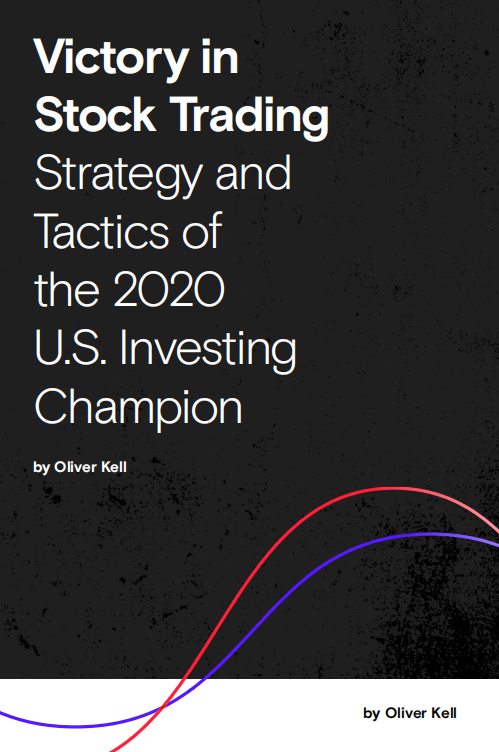 Victory in
Stock Trading
Strategy and
Tactics of
the 2020
U.S. Investing
Champion
by Oliver Kell
by Oliver Kell